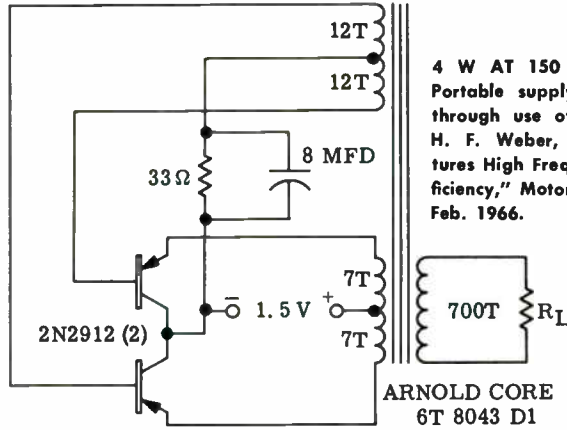 12T
12T
4 W AT 150
Portable supply
through use o
H. F. Weber,
tures High Freq
ficiency," Motor
Feb. 1966.
33Ω
8 MFD
7T
− 1.5 V +
7T
2N2912 (2)
700T
RL
ARNOLD CORE
6T 8043 D1